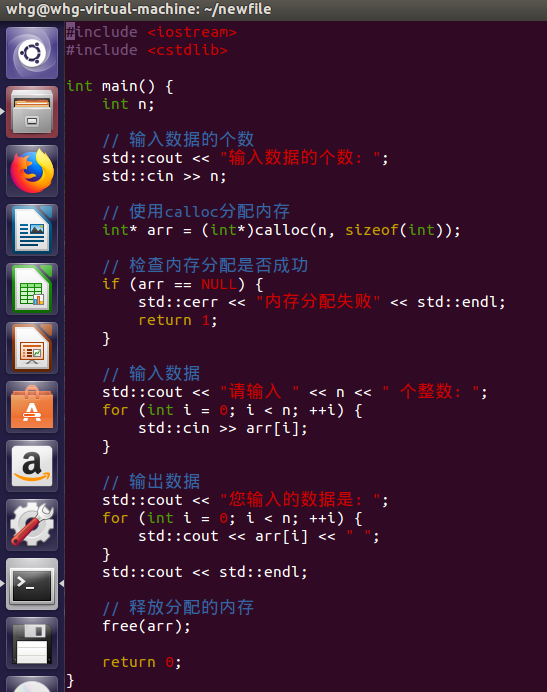 whg@whg-virtual-machine: ~/newfile
#include <iostream>
#include <cstdlib>
int main() {
int n;
// 输入数据的个数
std::cout << "输入数据的个数: ";
std::cin >> n;
// 使用calloc分配内存
int* arr = (int*)calloc(n, sizeof(int));
// 检查内存分配是否成功
if (arr == NULL) {
std::cerr << "内存分配失败" << std::endl;
return 1;
}
// 输入数据
std::cout << "请输入 " << n << " 个整数: ";
for (int i = 0; i < n; ++i) {
std::cin >> arr[i];
}
// 输出数据
std::cout << "您输入的数据是: ";
for (int i = 0; i < n; ++i) {
std::cout << arr[i] << " ";
}
std::cout << std::endl;
// 释放分配的内存
free(arr);
return 0;
}